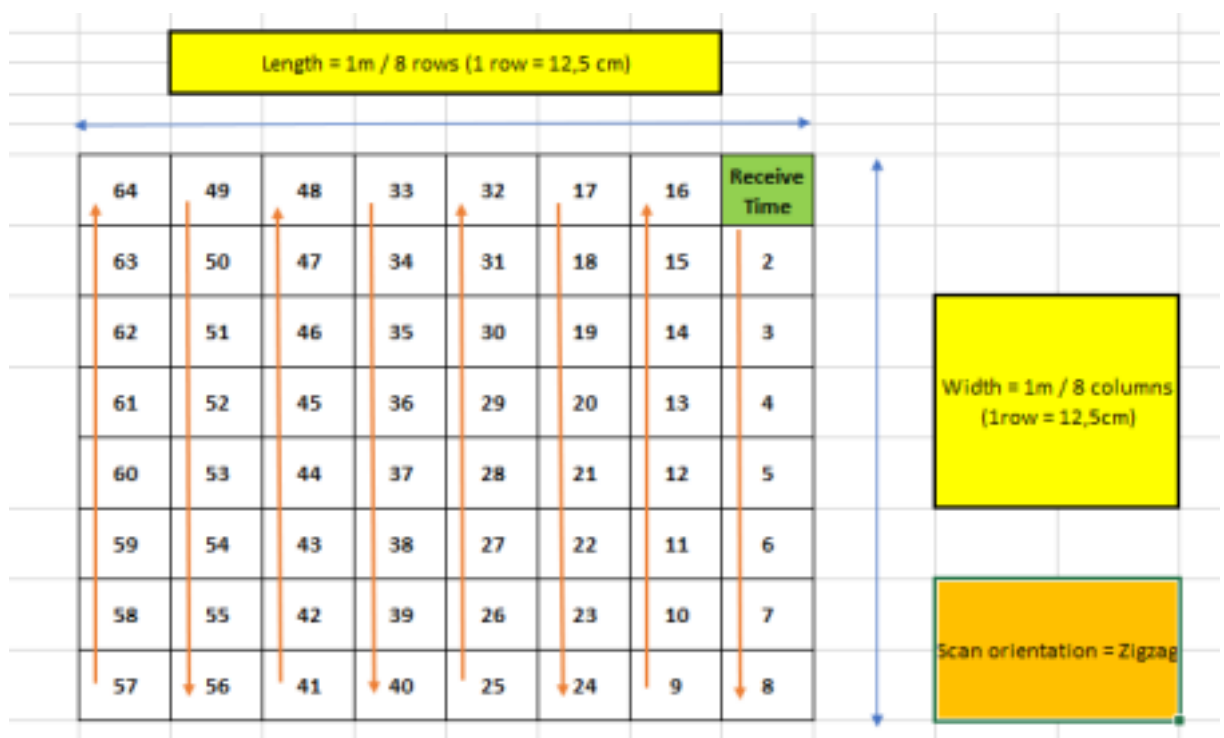 Length = 1m / 8 rows (1 row = 12,5 cm)
64 49 48 33 32 17 16 Receive
Time
63 50 47 34 31 18 15 2
62 51 46 35 30 19 14 3
61 52 45 36 29 20 13 4
60 53 44 37 28 21 12 5
59 54 43 38 27 22 11 6
58 55 42 39 26 23 10 7
57 56 41 40 25 24 9 8
Width = 1m / 8 columns
(1row = 12,5cm)
Scan orientation = Zigzag